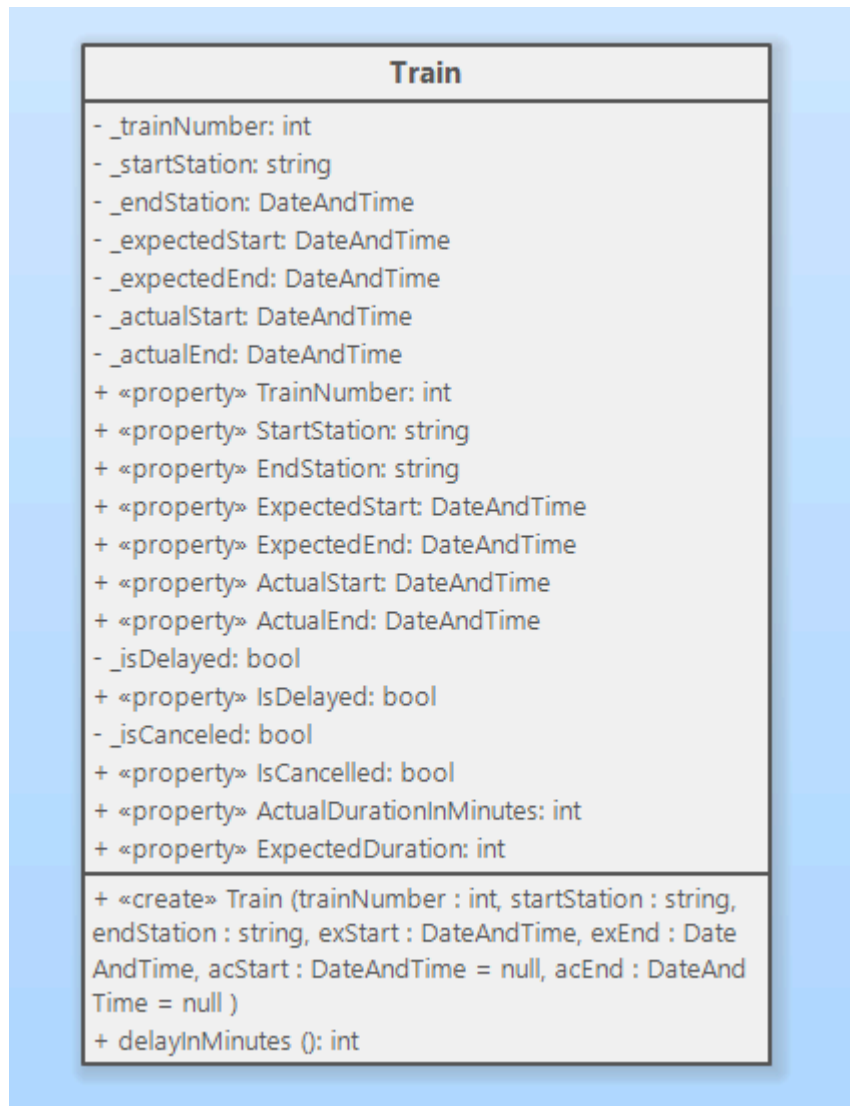 Train
- _trainNumber: int
- _startStation: string
- _endStation: DateAndTime
- _expectedStart: DateAndTime
- _expectedEnd: DateAndTime
- _actualStart: DateAndTime
- _actualEnd: DateAndTime
+ «property» TrainNumber: int
+ «property» StartStation: string
+ «property» EndStation: string
+ «property» ExpectedStart: DateAndTime
+ «property» ExpectedEnd: DateAndTime
+ «property» ActualStart: DateAndTime
+ «property» ActualEnd: DateAndTime
- _isDelayed: bool
+ «property» IsDelayed: bool
- _isCanceled: bool
+ «property» IsCancelled: bool
+ «property» ActualDurationInMinutes: int
+ «property» ExpectedDuration: int
+ «create» Train (trainNumber : int, startStation : string,
endStation : string, exStart : DateAndTime, exEnd : Date
AndTime, acStart : DateAndTime = null, acEnd : DateAnd
Time = null )
+ delayInMinutes (): int